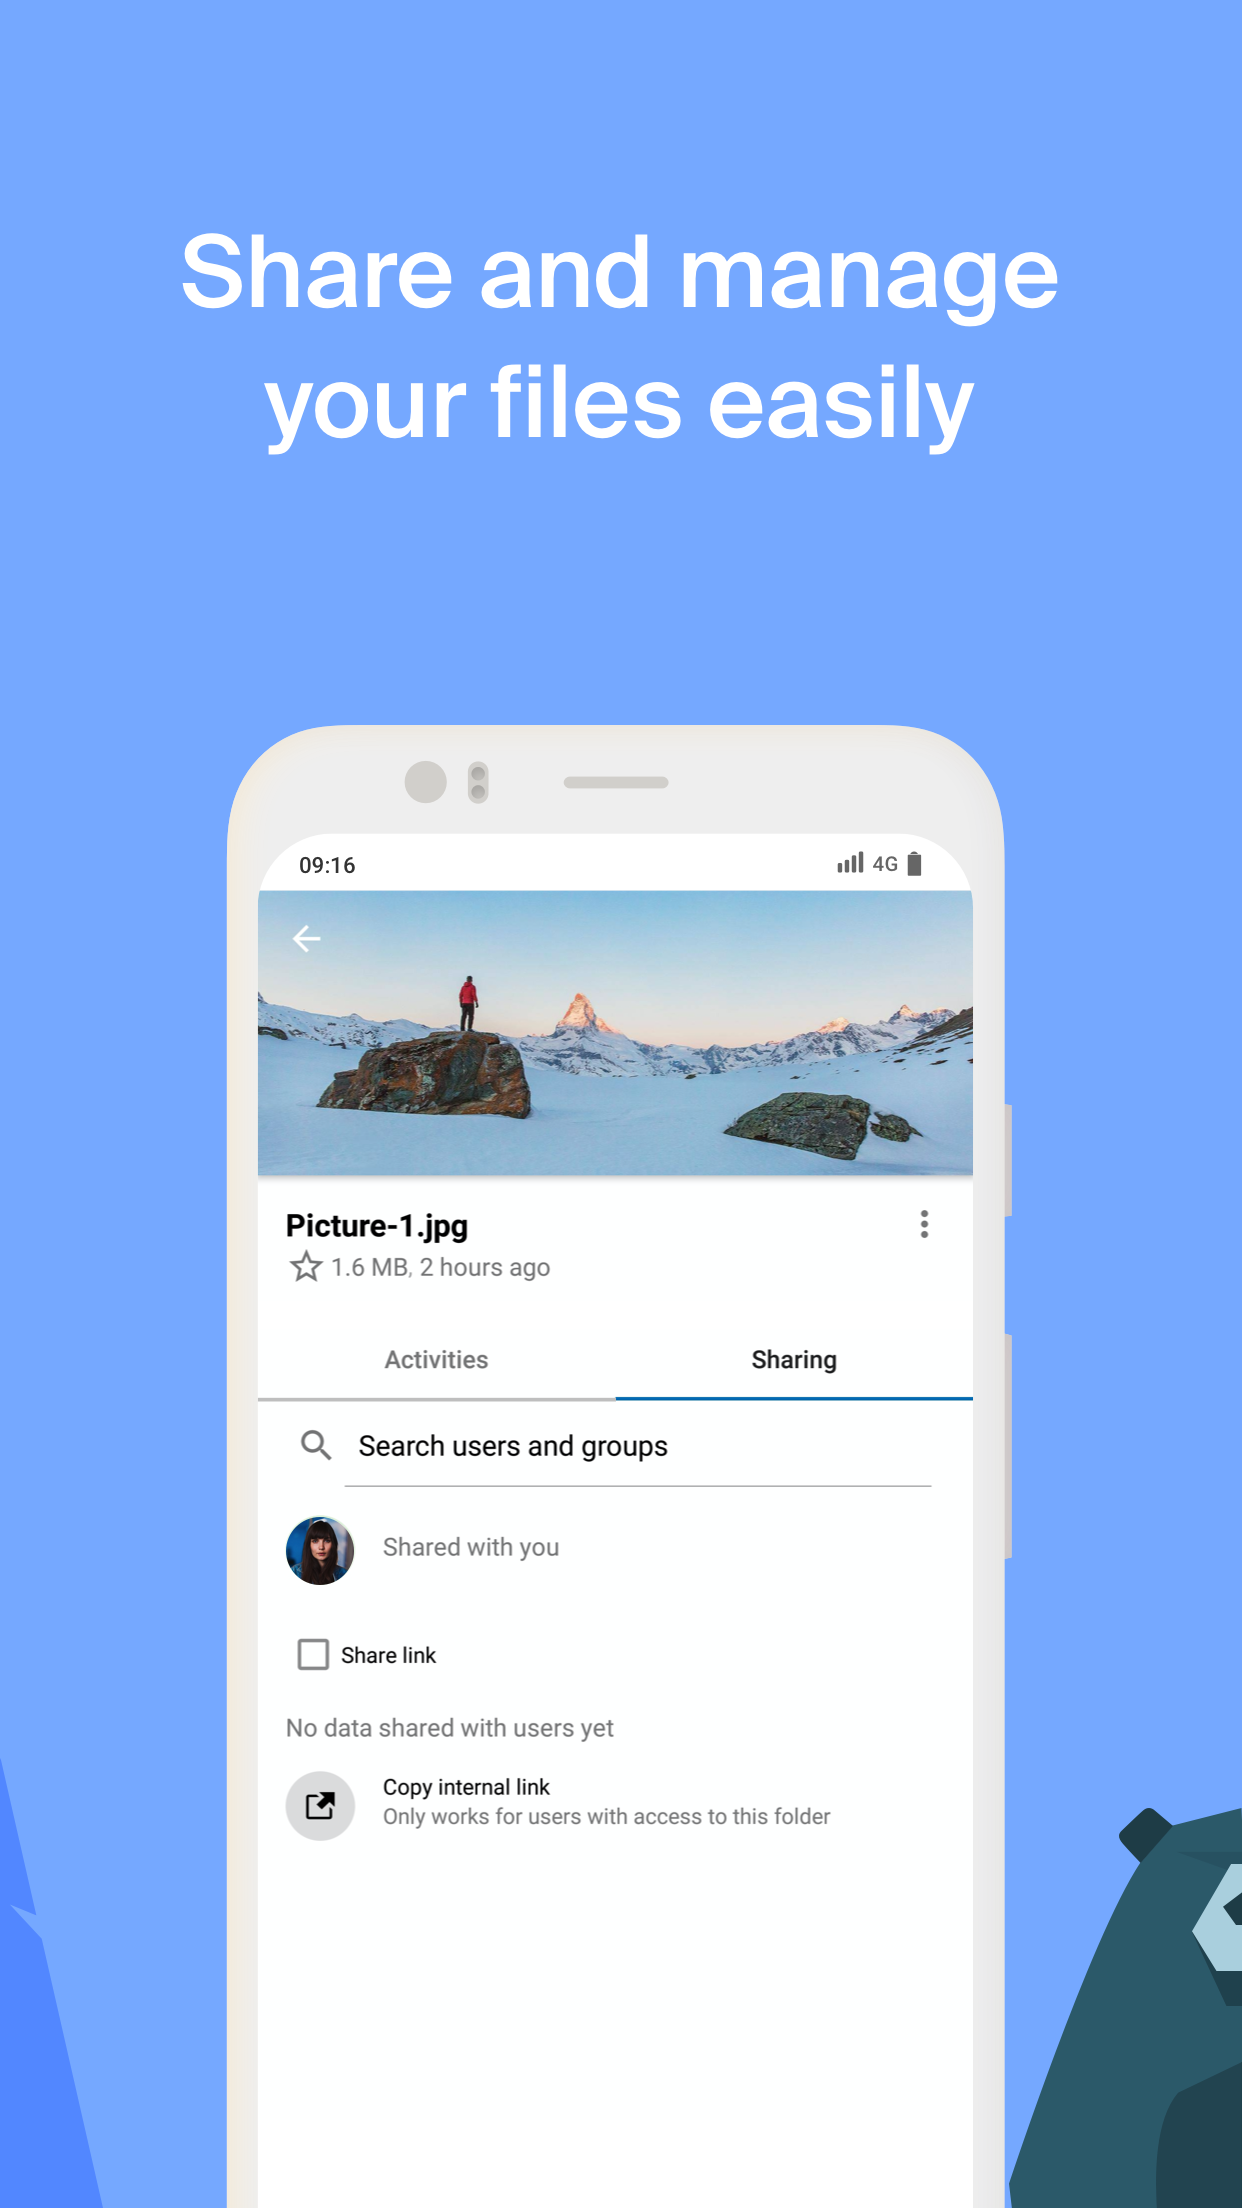 Share and manage
your files easily
09:16
4G
Picture-1.jpg
1.6 MB, 2 hours ago
Activities
Sharing
Search users and groups
Shared with you
Share link
No data shared with users yet
Copy internal link
Only works for users with access to this folder